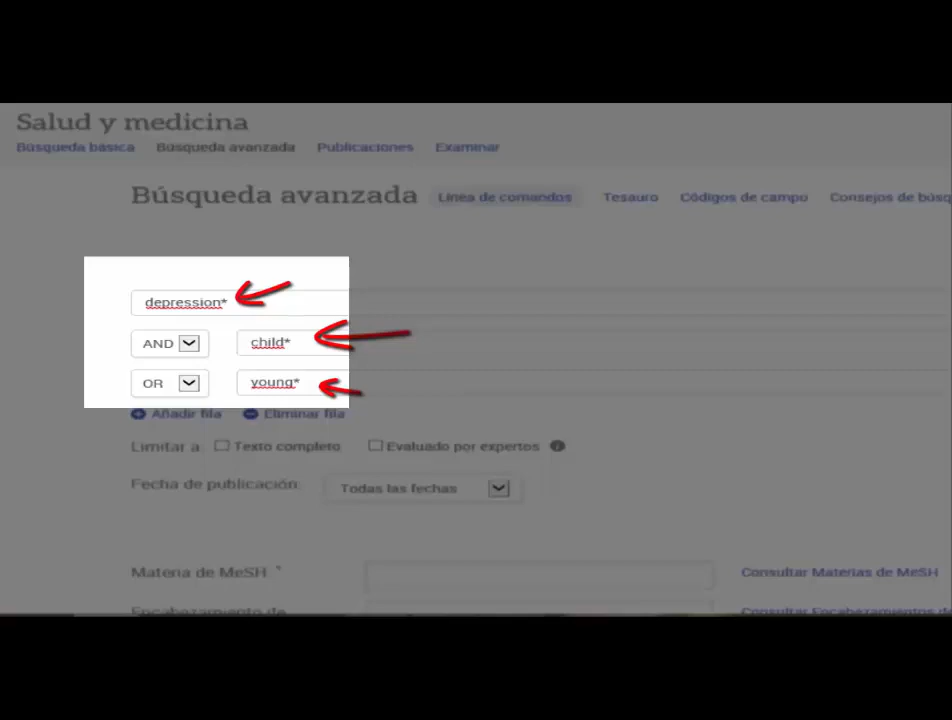 Salud y medicina
Búsqueda básica Búsqueda avanzada Publicaciones Examinar
Búsqueda avanzada Línea de comandos Tesauro Códigos de campo Consejos de búsq
depression*
AND child*
OR young*
Añadir fila Eliminar fila
Limitar a: Texto completo Evaluado por expertos
Fecha de publicación: Todas las fechas
Materia de MeSH Consultar Materias de MeSH
Encabezamiento de Consultar Encabezamientos de